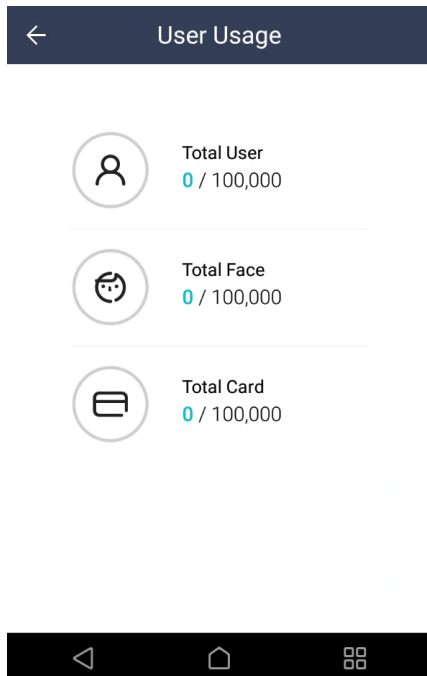 User Usage
Total User
0 / 100,000
Total Face
0 / 100,000
Total Card
0 / 100,000